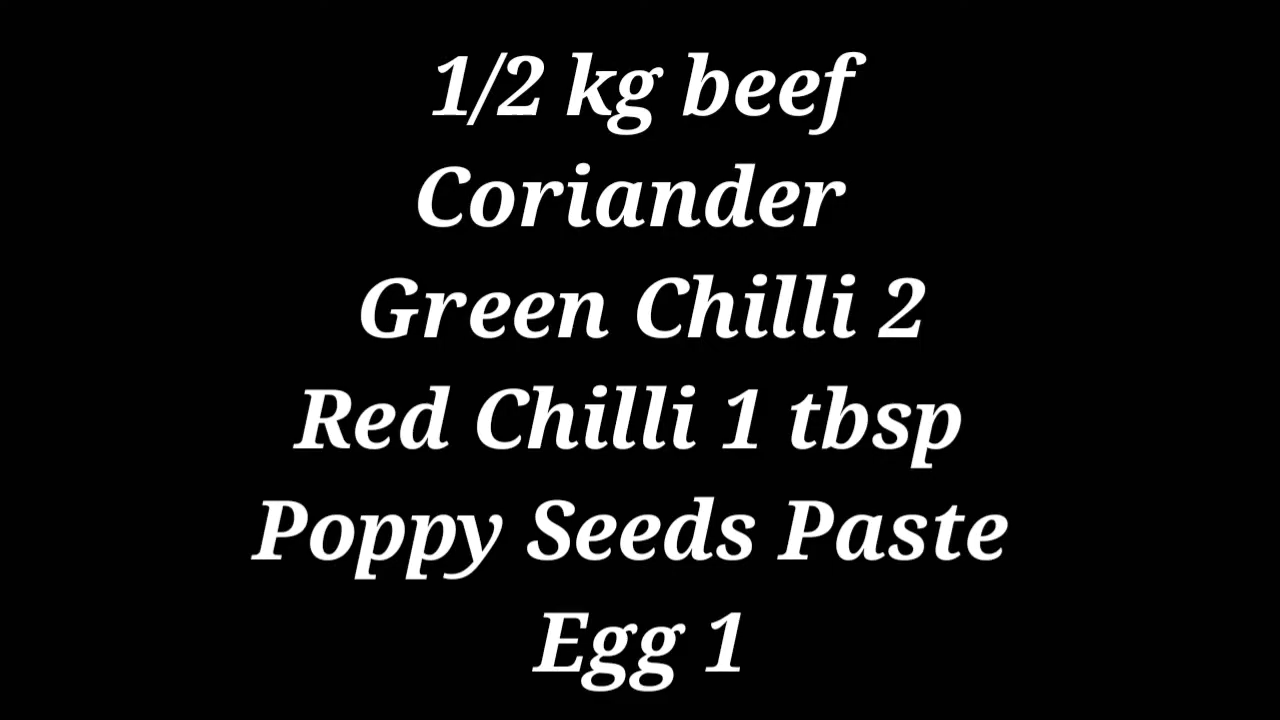 1/2 kg beef
Coriander
Green Chilli 2
Red Chilli 1 tbsp
Poppy Seeds Paste
Egg 1